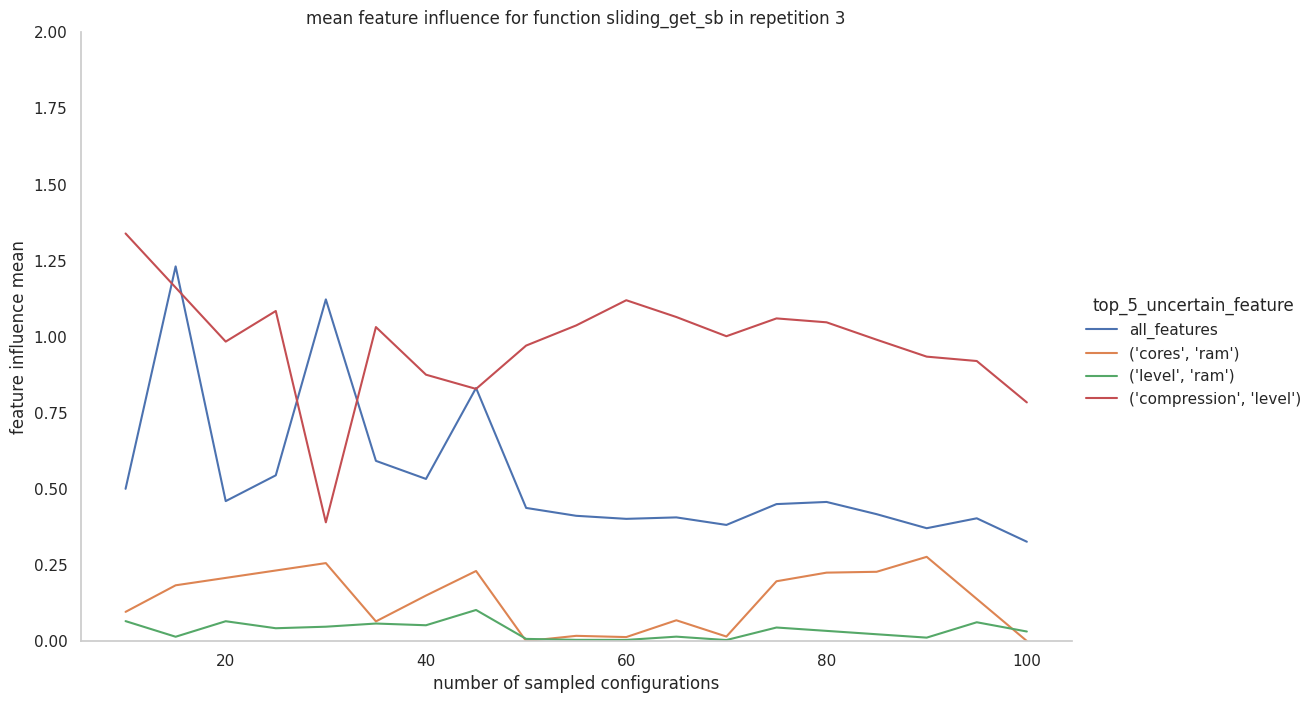 mean feature influence for function sliding_get_sb in repetition 3
2.00
1.75
1.50
1.25
1.00
0.75
0.50
0.25
0.00
feature influence mean
20 40 60 80 100
number of sampled configurations
top_5_uncertain_feature
all_features
('cores', 'ram')
('level', 'ram')
('compression', 'level')